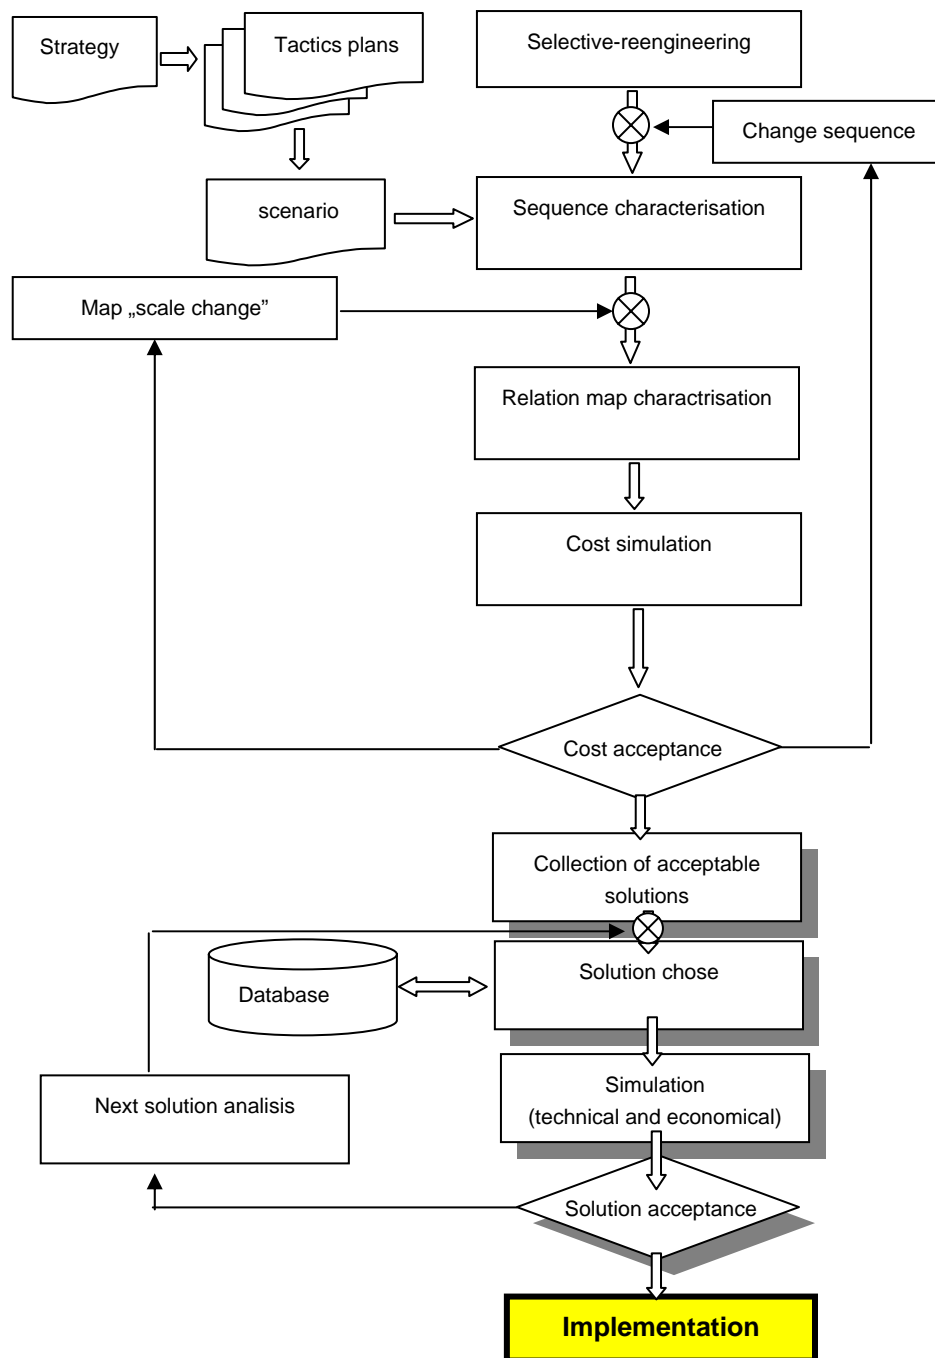 Strategy
Tactics plans
Selective-reengineering
Change sequence
scenario
Sequence characterisation
Map „scale change”
Relation map charactrisation
Cost simulation
Cost acceptance
Collection of acceptable
solutions
Database
Solution chose
Next solution analisis
Simulation
(technical and economical)
Solution acceptance
Implementation